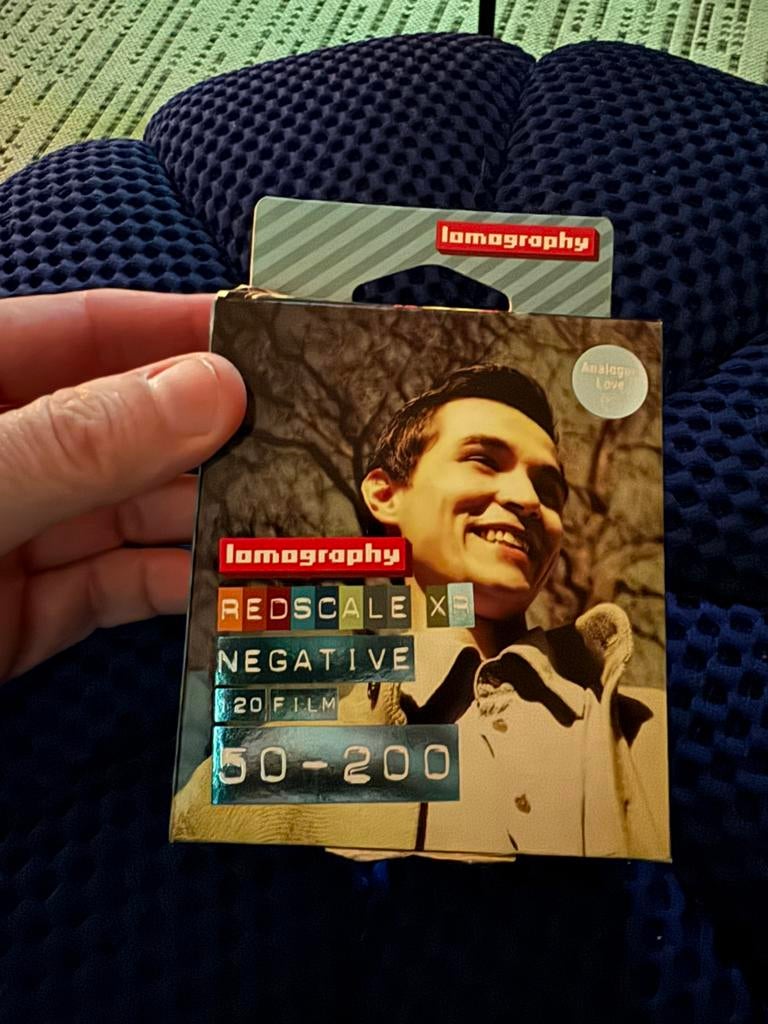 lomography
Analogue
Love
lomography
REDSCALE XR
NEGATIVE
120 FILM
50-200